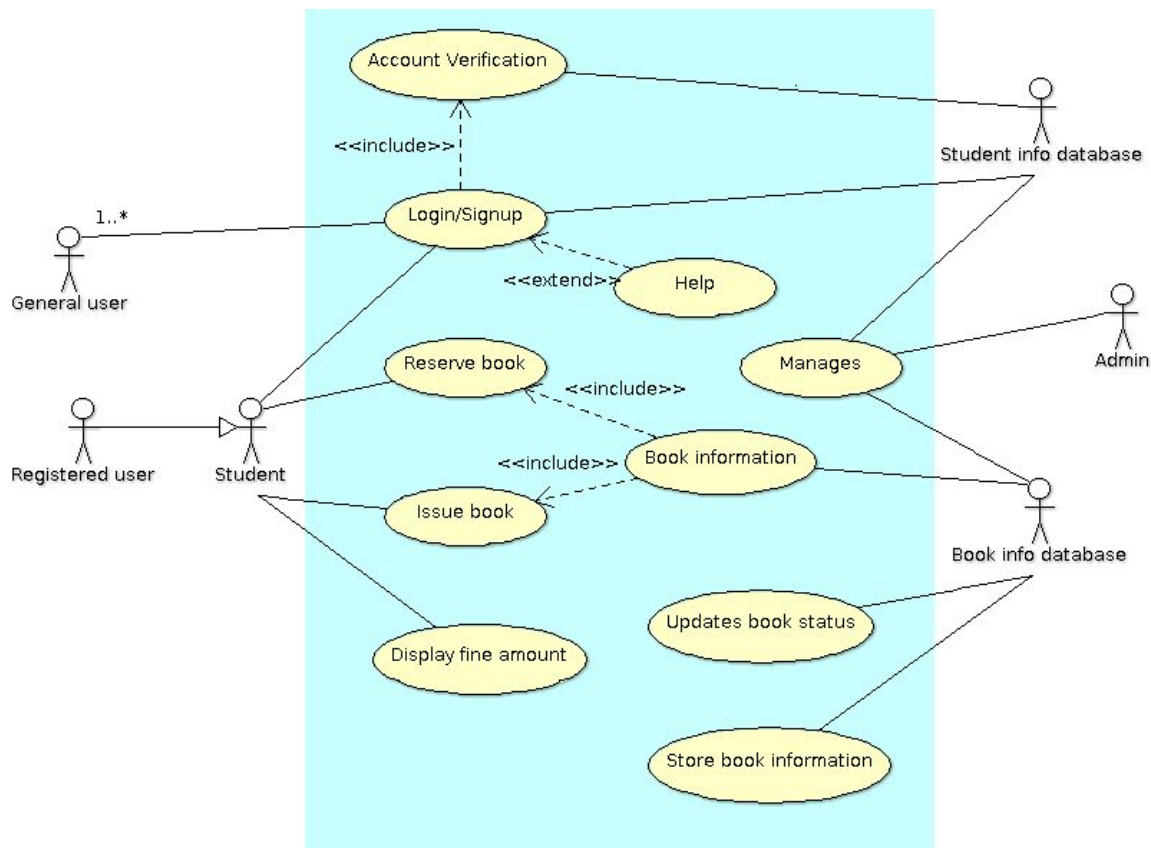 Account Verification
<<include>>
Student info database
1..*
Login/Signup
General user
<<extend>>
Help
Admin
Reserve book
<<include>>
Manages
Registered user
Student
<<include>>
Book information
Issue book
Book info database
Updates book status
Display fine amount
Store book information